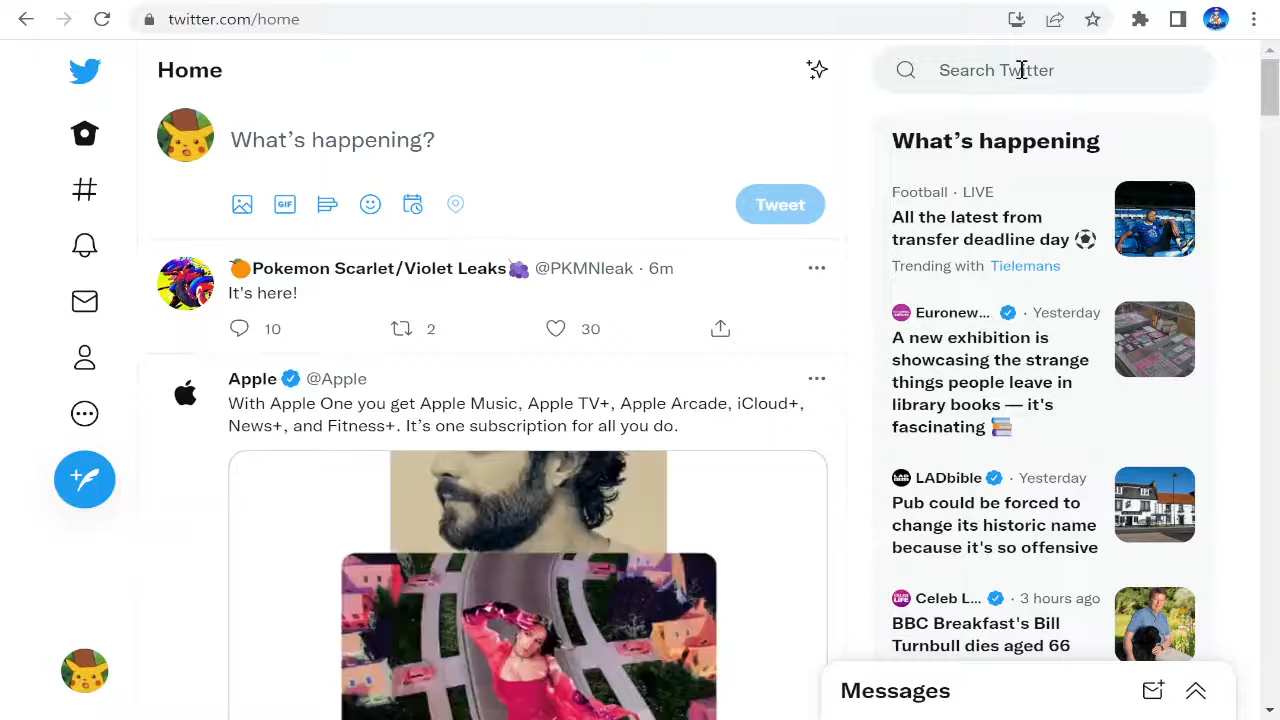 twitter.com/home
Home
Search Twitter
What's happening?
GIF
Tweet
🍊Pokemon Scarlet/Violet Leaks🍇 @PKMNleak · 6m
It's here!
10 2 30
Apple @Apple
With Apple One you get Apple Music, Apple TV+, Apple Arcade, iCloud+,
News+, and Fitness+. It's one subscription for all you do.
What's happening
Football · LIVE
All the latest from
transfer deadline day ⚽
Trending with Tielemans
Euronew... · Yesterday
A new exhibition is
showcasing the strange
things people leave in
library books — it's
fascinating 📚
LADbible · Yesterday
Pub could be forced to
change its historic name
because it's so offensive
Celeb L... · 3 hours ago
BBC Breakfast's Bill
Turnbull dies aged 66
Messages